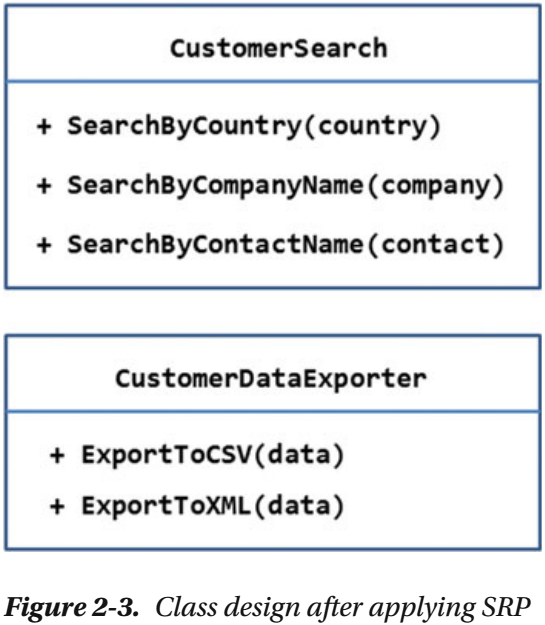 CustomerSearch
+ SearchByCountry(country)
+ SearchByCompanyName(company)
+ SearchByContactName(contact)
CustomerDataExporter
+ ExportToCSV(data)
+ ExportToXML(data)
Figure 2-3. Class design after applying SRP